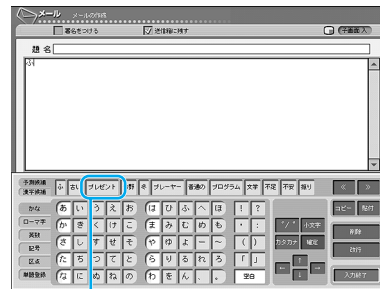 メール メールの作成
署名をつける 送信箱に残す 子画面 入
題 名
ふ
予測候補
漢字候補
ふ 古い プレゼント 冬 プレーヤー 普通の プログラム 文字 不足 不安 振り 《 》
かな あ い う え お は ひ ふ へ ほ ! ? コピー 貼付
ローマ字 か き く け こ ま み む め も ・ : ゛/゜ 小文字 削除
英数 さ し す せ そ や ゆ よ ー ～ ( ) カタカナ 確定 改行
記号
区点 た ち つ て と ら り る れ ろ 「 」 ↑
単語登録 な に ぬ ね の わ を ん 、 。 空白 ← ↓ → 入力終了